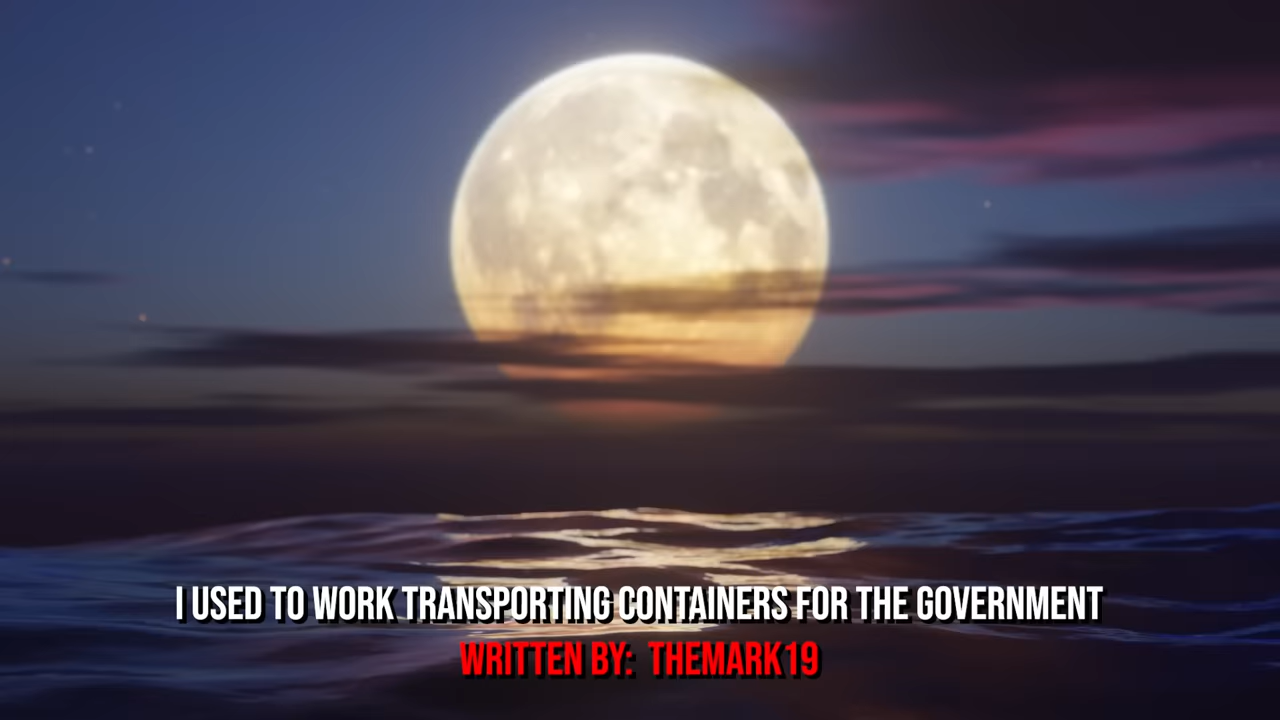 I USED TO WORK TRANSPORTING CONTAINERS FOR THE GOVERNMENT
WRITTEN BY: THEMARK19